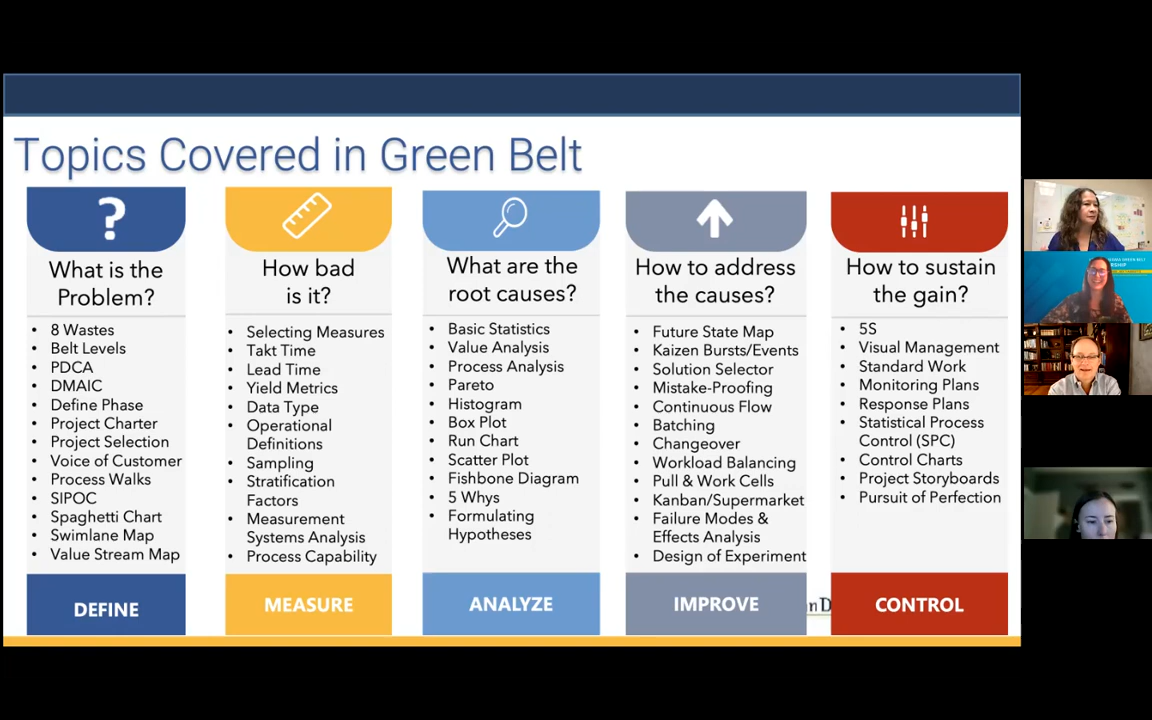 Topics Covered in Green Belt
?
What is the
Problem?
• 8 Wastes
• Belt Levels
• PDCA
• DMAIC
• Define Phase
• Project Charter
• Project Selection
• Voice of Customer
• Process Walks
• SIPOC
• Spaghetti Chart
• Swimlane Map
• Value Stream Map
DEFINE
How bad
is it?
• Selecting Measures
• Takt Time
• Lead Time
• Yield Metrics
• Data Type
• Operational
Definitions
• Sampling
• Stratification
Factors
• Measurement
Systems Analysis
• Process Capability
MEASURE
What are the
root causes?
• Basic Statistics
• Value Analysis
• Process Analysis
• Pareto
• Histogram
• Box Plot
• Run Chart
• Scatter Plot
• Fishbone Diagram
• 5 Whys
• Formulating
Hypotheses
ANALYZE
How to address
the causes?
• Future State Map
• Kaizen Bursts/Events
• Solution Selector
• Mistake-Proofing
• Continuous Flow
• Batching
• Changeover
• Workload Balancing
• Pull & Work Cells
• Kanban/Supermarket
• Failure Modes &
Effects Analysis
• Design of Experiment
IMPROVE
How to sustain
the gain?
• 5S
• Visual Management
• Standard Work
• Monitoring Plans
• Response Plans
• Statistical Process
Control (SPC)
• Control Charts
• Project Storyboards
• Pursuit of Perfection
CONTROL
GREEN BELT